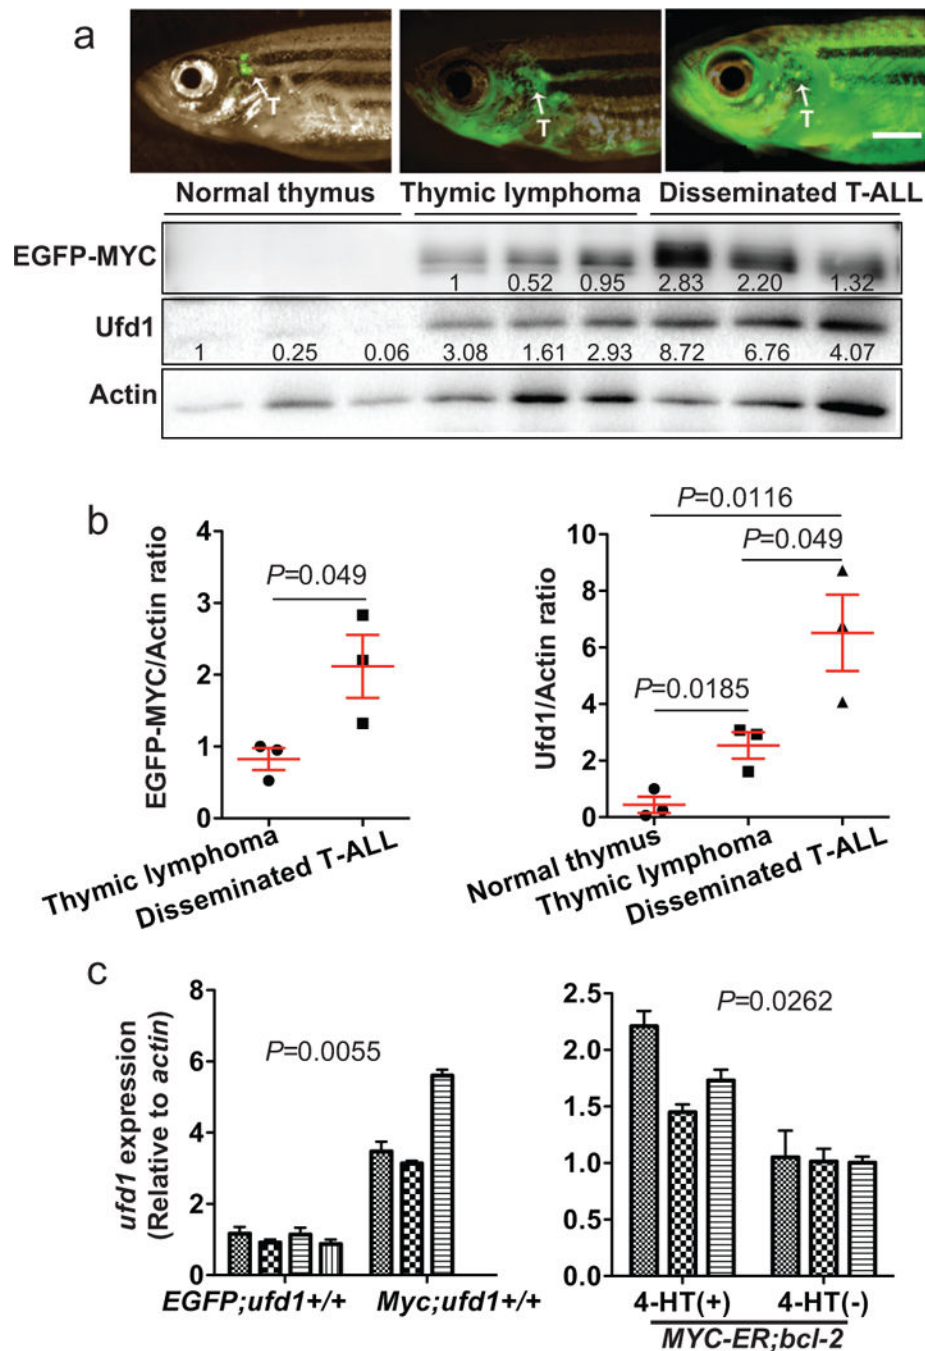 a
T
T
T
Normal thymus Thymic lymphoma Disseminated T-ALL
EGFP-MYC
1 0.52 0.95 2.83 2.20 1.32
Ufd1
1 0.25 0.06 3.08 1.61 2.93 8.72 6.76 4.07
Actin
b
EGFP-MYC/Actin ratio
4
3
2
1
0
P=0.049
Thymic lymphoma
Disseminated T-ALL
Ufd1/Actin ratio
10
8
6
4
2
0
P=0.0116
P=0.049
P=0.0185
Normal thymus
Thymic lymphoma
Disseminated T-ALL
c
ufd1 expression
(Relative to actin)
8
6
4
2
0
P=0.0055
EGFP;ufd1+/+ Myc;ufd1+/+
2.5
2.0
1.5
1.0
0.5
0.0
P=0.0262
4-HT(+) 4-HT(-)
MYC-ER;bcl-2